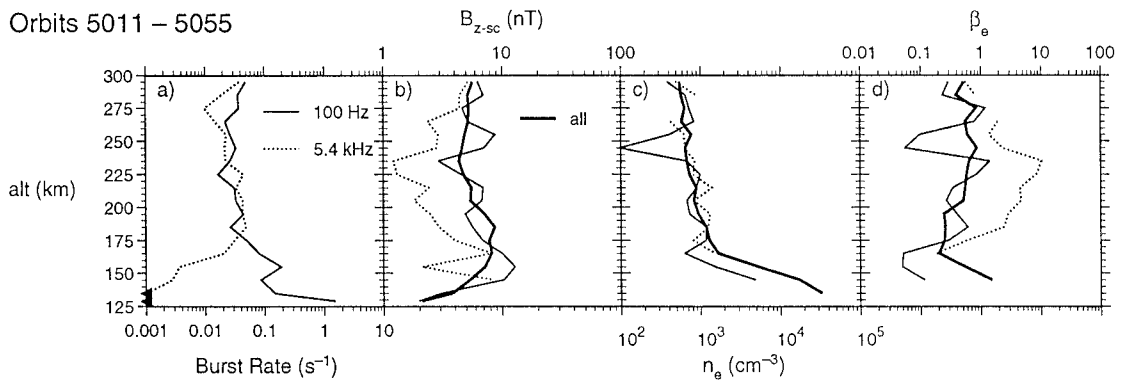 Orbits 5011 – 5055
B_z-sc (nT)
β_e
1 10 100 0.01 0.1 1 10 100
300
a) b) c) d)
275
100 Hz all
250
5.4 kHz
225
alt (km)
200
175
150
125
0.001 0.01 0.1 1 10 10² 10³ 10⁴ 10⁵
Burst Rate (s⁻¹) n_e (cm⁻³)